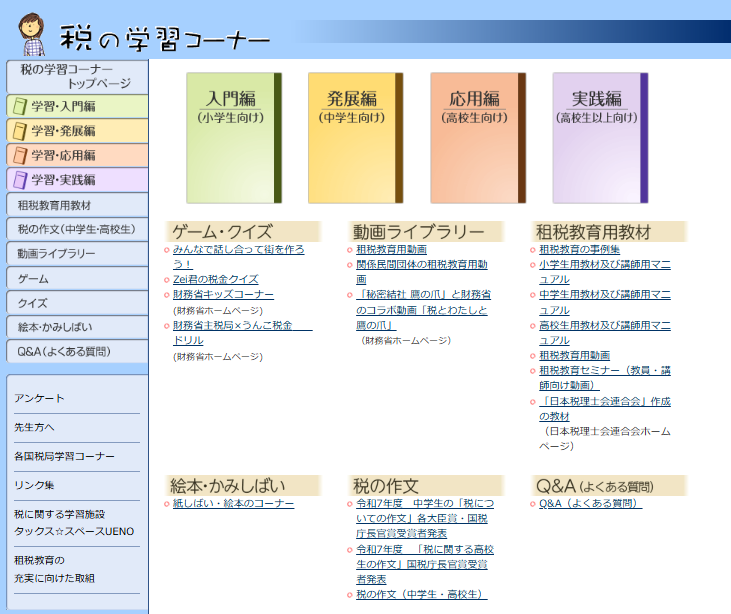 税の学習コーナー
税の学習コーナー
トップページ
学習・入門編
学習・発展編
学習・応用編
学習・実践編
租税教育用教材
税の作文(中学生・高校生)
動画ライブラリー
ゲーム
クイズ
絵本・かみしばい
Q&A(よくある質問)
アンケート
先生方へ
各国税局学習コーナー
リンク集
税に関する学習施設
タックス☆スペースUENO
租税教育の
充実に向けた取組
入門編
(小学生向け)
発展編
(中学生向け)
応用編
(高校生向け)
実践編
(高校生以上向け)
ゲーム・クイズ
みんなで話し合って街を作ろ
う！
Zei君の税金クイズ
財務省キッズコーナー
(財務省ホームページ)
財務省主税局×うんこ税金
ドリル
(財務省ホームページ)
動画ライブラリー
租税教育用動画
関係民間団体の租税教育用動
画
「秘密結社 鷹の爪」と財務省
のコラボ動画「税とわたしと
鷹の爪」
（財務省ホームページ）
租税教育用教材
租税教育の事例集
小学生用教材及び講師用マニ
ュアル
中学生用教材及び講師用マニ
ュアル
高校生用教材及び講師用マニ
ュアル
租税教育用動画
租税教育セミナー（教員・講
師向け動画）
「日本税理士会連合会」作成
の教材
（日本税理士会連合会ホーム
ページ）
絵本・かみしばい
紙しばい・絵本のコーナー
税の作文
令和7年度　中学生の「税につ
いての作文」各大臣賞・国税
庁長官賞受賞者発表
令和7年度　「税に関する高校
生の作文」国税庁長官賞受賞
者発表
税の作文（中学生・高校生）
Q&A(よくある質問)
Q&A（よくある質問）